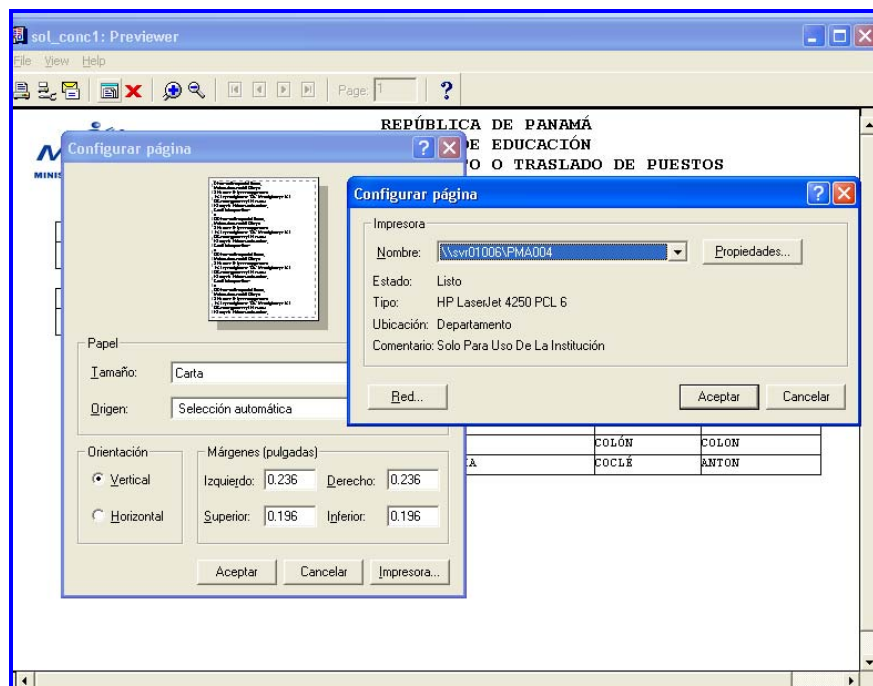 sol_conc1: Previewer
File View Help
Page: 1
REPÚBLICA DE PANAMÁ
DE EDUCACIÓN
O O TRASLADO DE PUESTOS
MINIS
Configurar página
Papel
Tamaño: Carta
Origen: Selección automática
Orientación
Vertical
Horizontal
Márgenes (pulgadas)
Izquierdo: 0.236 Derecho: 0.236
Superior: 0.196 Inferior: 0.196
Aceptar Cancelar Impresora...
Configurar página
Impresora
Nombre: \\svr01006\PMA004 Propiedades...
Estado: Listo
Tipo: HP LaserJet 4250 PCL 6
Ubicación: Departamento
Comentario: Solo Para Uso De La Institución
Red... Aceptar Cancelar
COLÓN COLON
IA COCLÉ ANTON